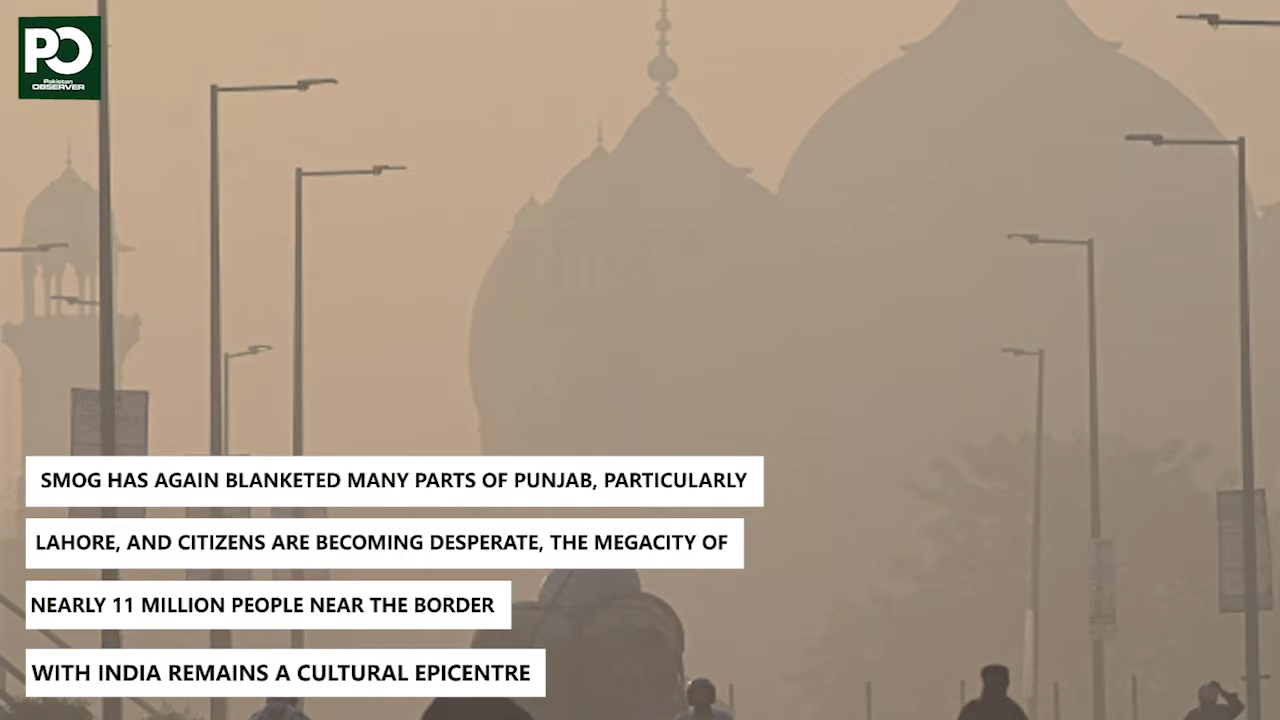 PO
Pakistan
OBSERVER
SMOG HAS AGAIN BLANKETED MANY PARTS OF PUNJAB, PARTICULARLY
LAHORE, AND CITIZENS ARE BECOMING DESPERATE, THE MEGACITY OF
NEARLY 11 MILLION PEOPLE NEAR THE BORDER
WITH INDIA REMAINS A CULTURAL EPICENTRE